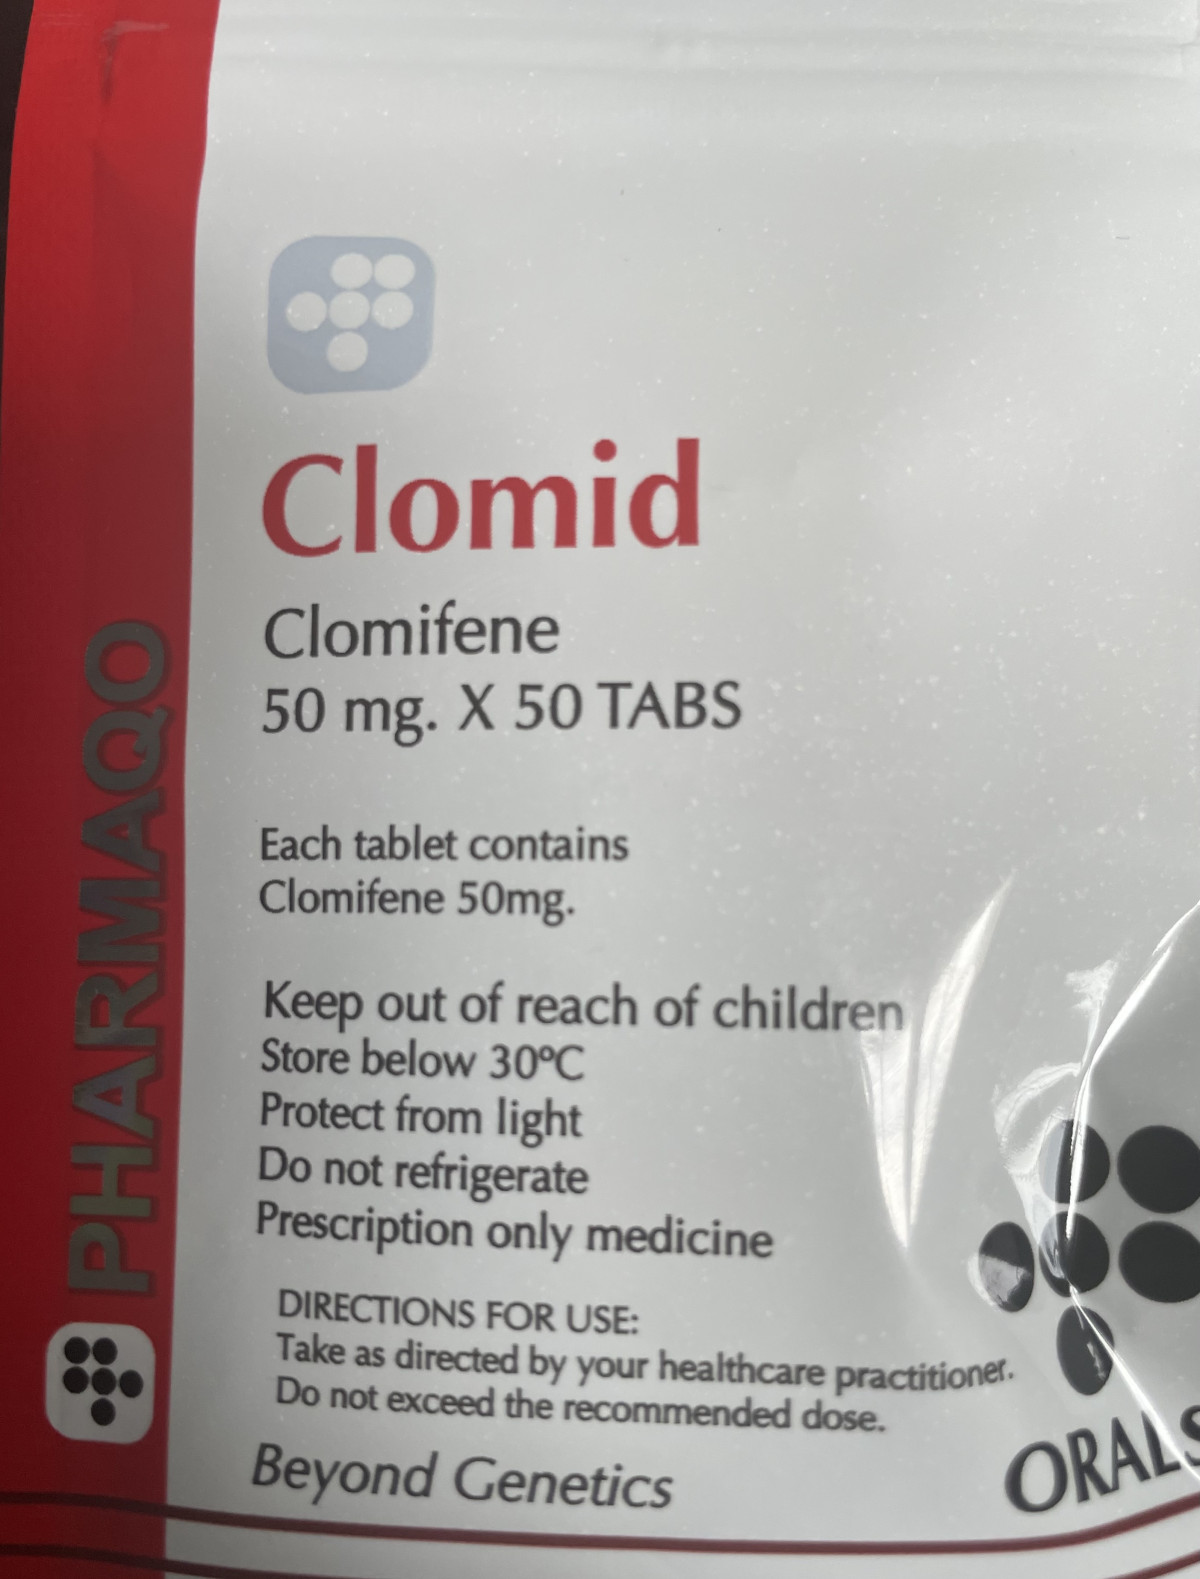 Clomid
Clomifene
50 mg. X 50 TABS
Each tablet contains
Clomifene 50mg.
Keep out of reach of children
Store below 30ºC
Protect from light
Do not refrigerate
Prescription only medicine
DIRECTIONS FOR USE:
Take as directed by your healthcare practitioner.
Do not exceed the recommended dose.
Beyond Genetics
ORALS
PHARMAQO